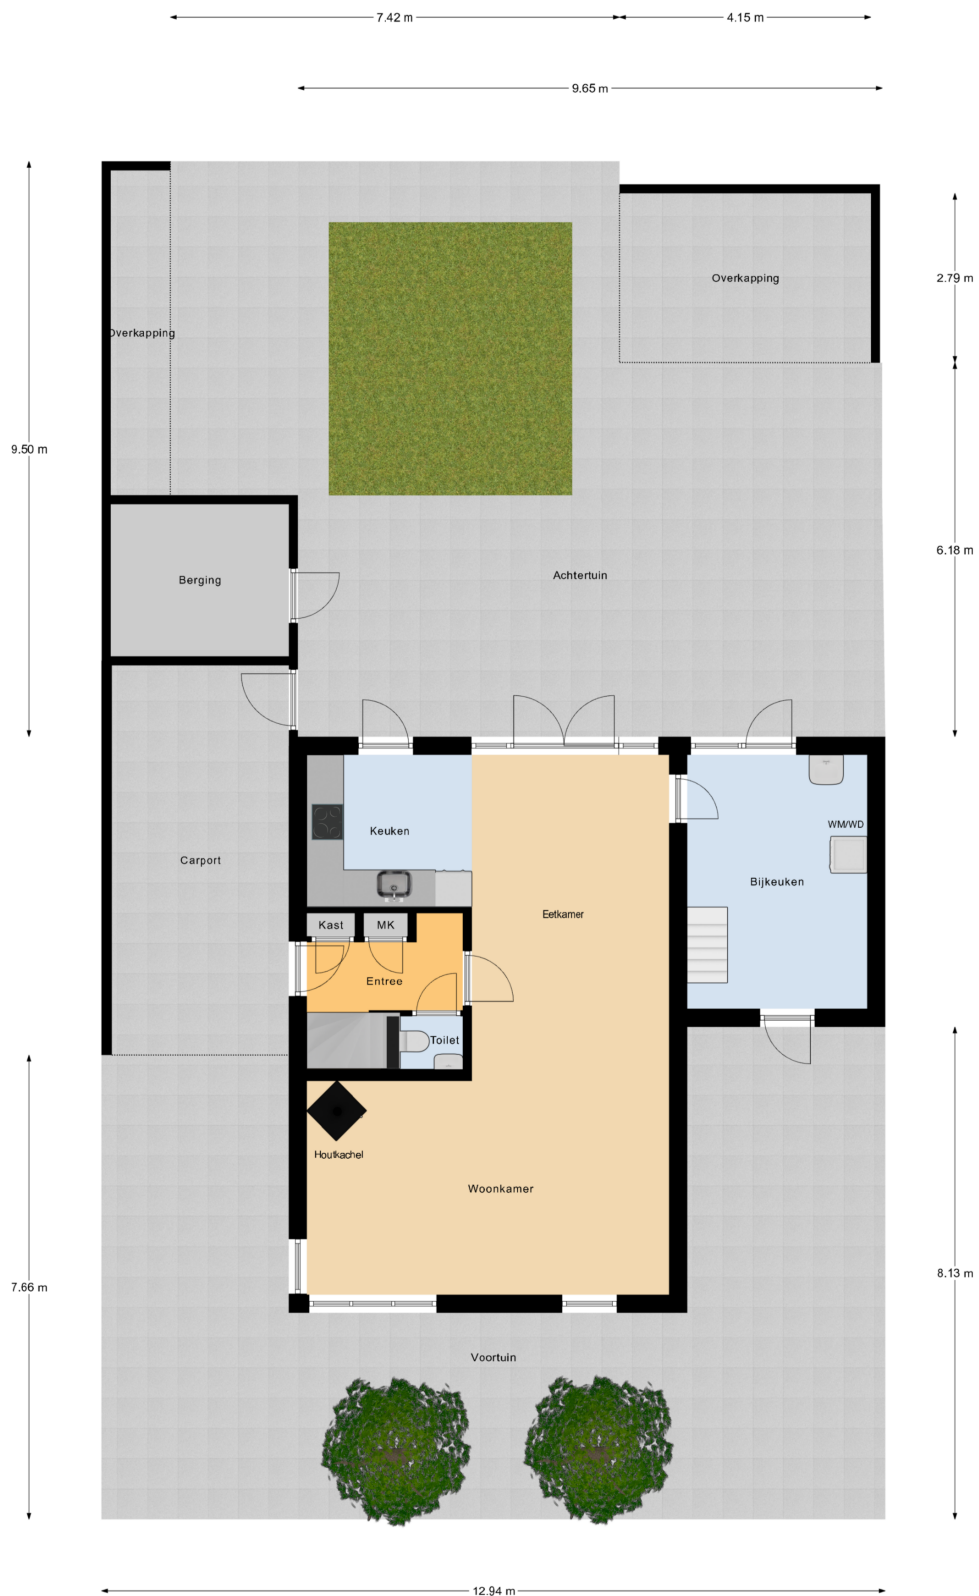 7.42 m
4.15 m
9.65 m
Overkapping
2.79 m
Overkapping
9.50 m
6.18 m
Achtertuin
Berging
Keuken
WM/WD
Carport
Bijkeuken
Eetkamer
Kast
MK
Entree
Toilet
Houtkachel
Woonkamer
7.66 m
8.13 m
Voortuin
12.94 m